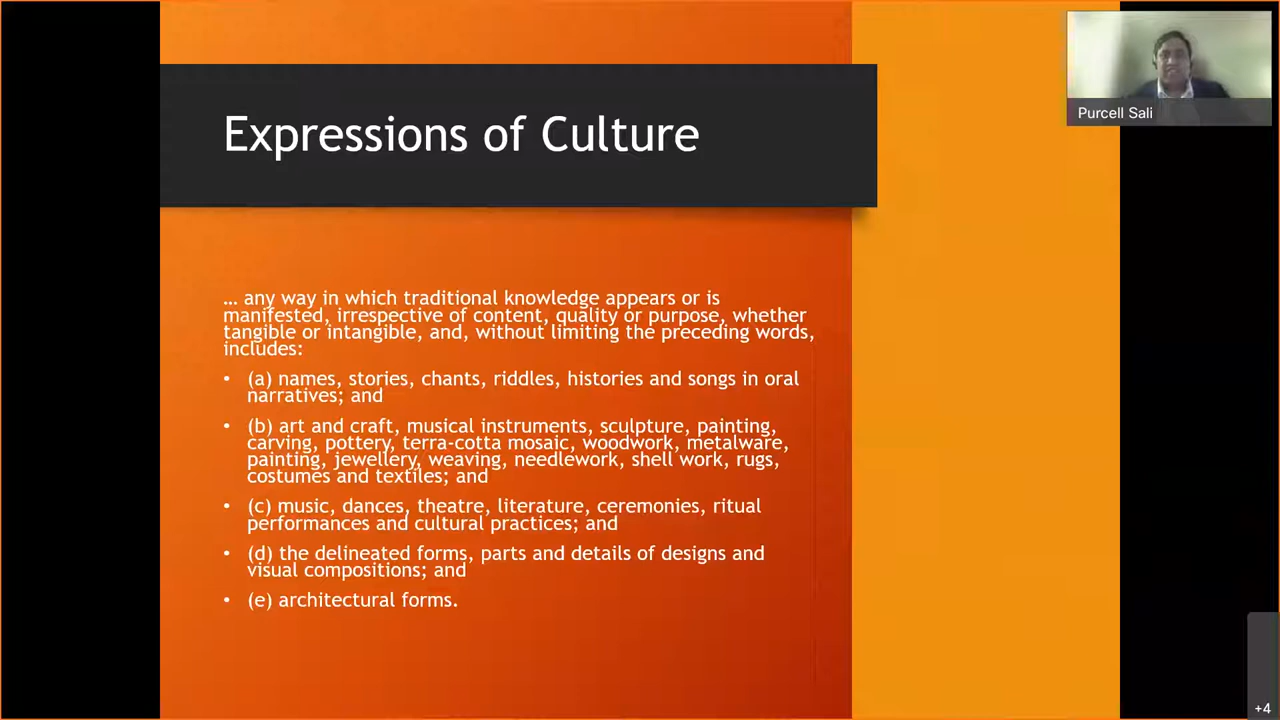 Expressions of Culture
Purcell Sali
… any way in which traditional knowledge appears or is
manifested, irrespective of content, quality or purpose, whether
tangible or intangible, and, without limiting the preceding words,
includes:
• (a) names, stories, chants, riddles, histories and songs in oral
narratives; and
• (b) art and craft, musical instruments, sculpture, painting,
carving, pottery, terra-cotta mosaic, woodwork, metalware,
painting, jewellery, weaving, needlework, shell work, rugs,
costumes and textiles; and
• (c) music, dances, theatre, literature, ceremonies, ritual
performances and cultural practices; and
• (d) the delineated forms, parts and details of designs and
visual compositions; and
• (e) architectural forms.
+4